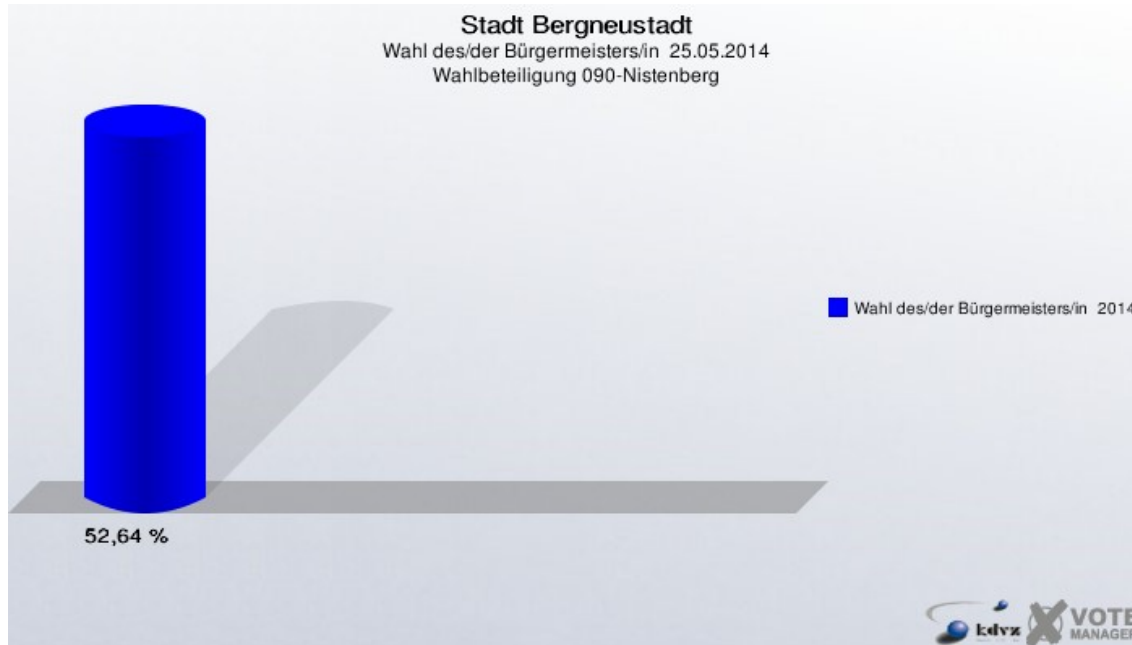 Stadt Bergneustadt
Wahl des/der Bürgermeisters/in 25.05.2014
Wahlbeteiligung 090-Nistenberg
Wahl des/der Bürgermeisters/in 2014
52,64 %
kdvz
VOTE
MANAGER